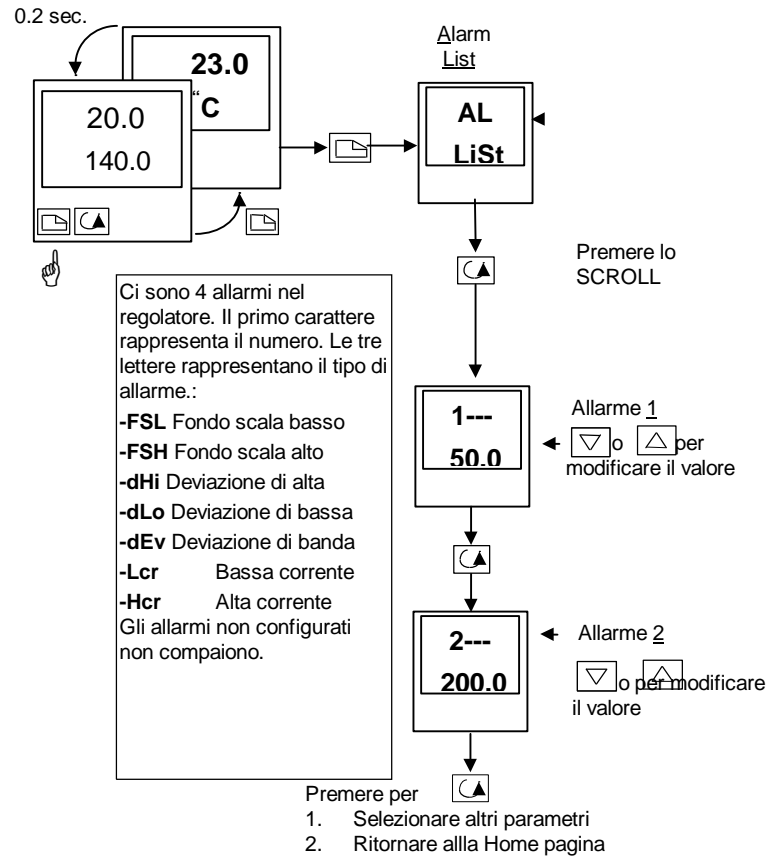 0.2 sec.
23.0
"C
20.0
140.0
Alarm
List
AL
LiSt
Premere lo
SCROLL
Ci sono 4 allarmi nel
regolatore. Il primo carattere
rappresenta il numero. Le tre
lettere rappresentano il tipo di
allarme.:
-FSL Fondo scala basso
-FSH Fondo scala alto
-dHi Deviazione di alta
-dLo Deviazione di bassa
-dEv Deviazione di banda
-Lcr Bassa corrente
-Hcr Alta corrente
Gli allarmi non configurati
non compaiono.
1---
50.0
Allarme 1
o per
modificare il valore
2---
200.0
Allarme 2
o per modificare
il valore
Premere per
1. Selezionare altri parametri
2. Ritornare allla Home pagina